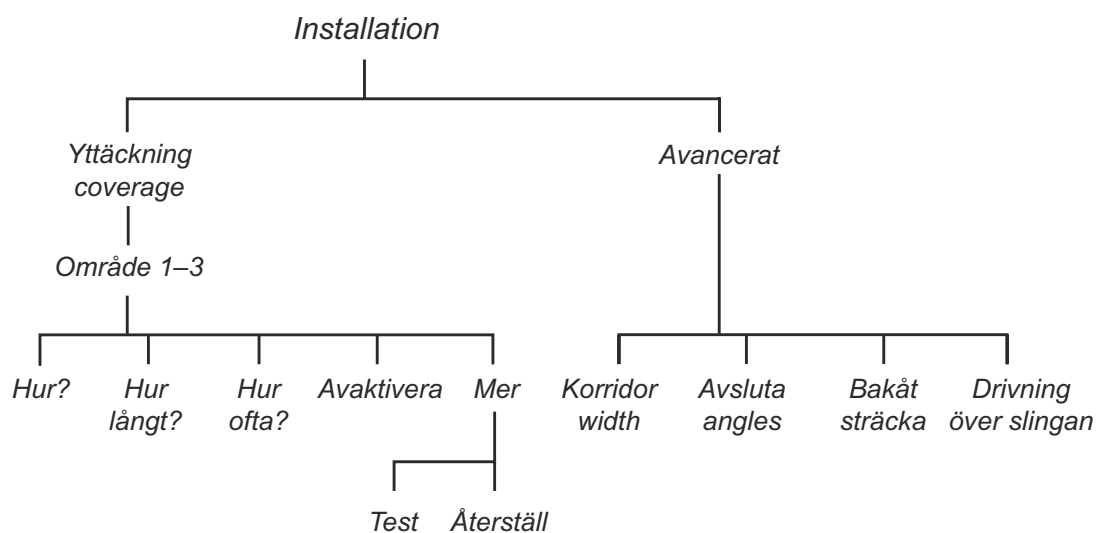 Installation
Yttäckning
coverage
Avancerat
Område 1–3
Hur?
Hur
långt?
Hur
ofta?
Avaktivera
Mer
Korridor
width
Avsluta
angles
Bakåt
sträcka
Drivning
över slingan
Test
Återställ